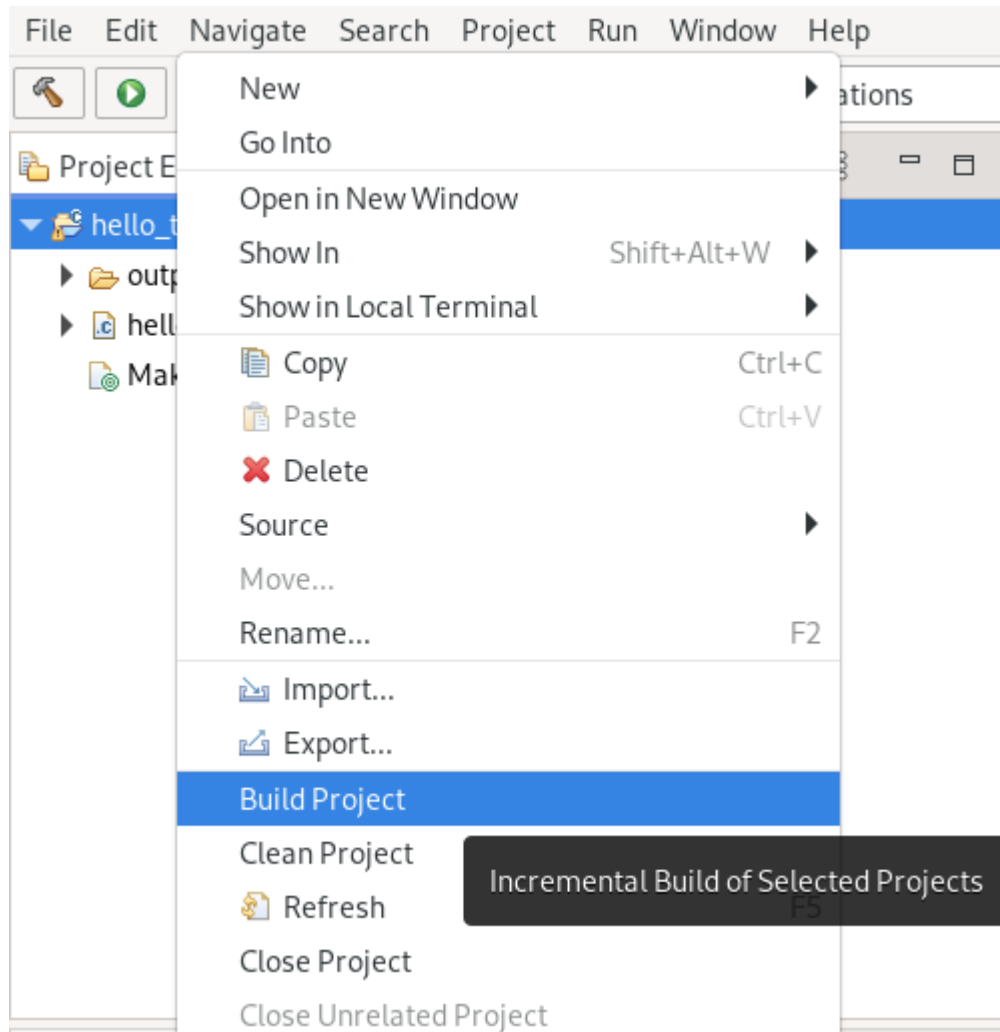 File Edit Navigate Search Project Run Window Help
ations
Project E
hello_t
outp
hell
.c
Mak
New
Go Into
Open in New Window
Show In Shift+Alt+W
Show in Local Terminal
Copy Ctrl+C
Paste Ctrl+V
Delete
Source
Move...
Rename... F2
Import...
Export...
Build Project
Clean Project
Incremental Build of Selected Projects
Refresh F5
Close Project
Close Unrelated Project